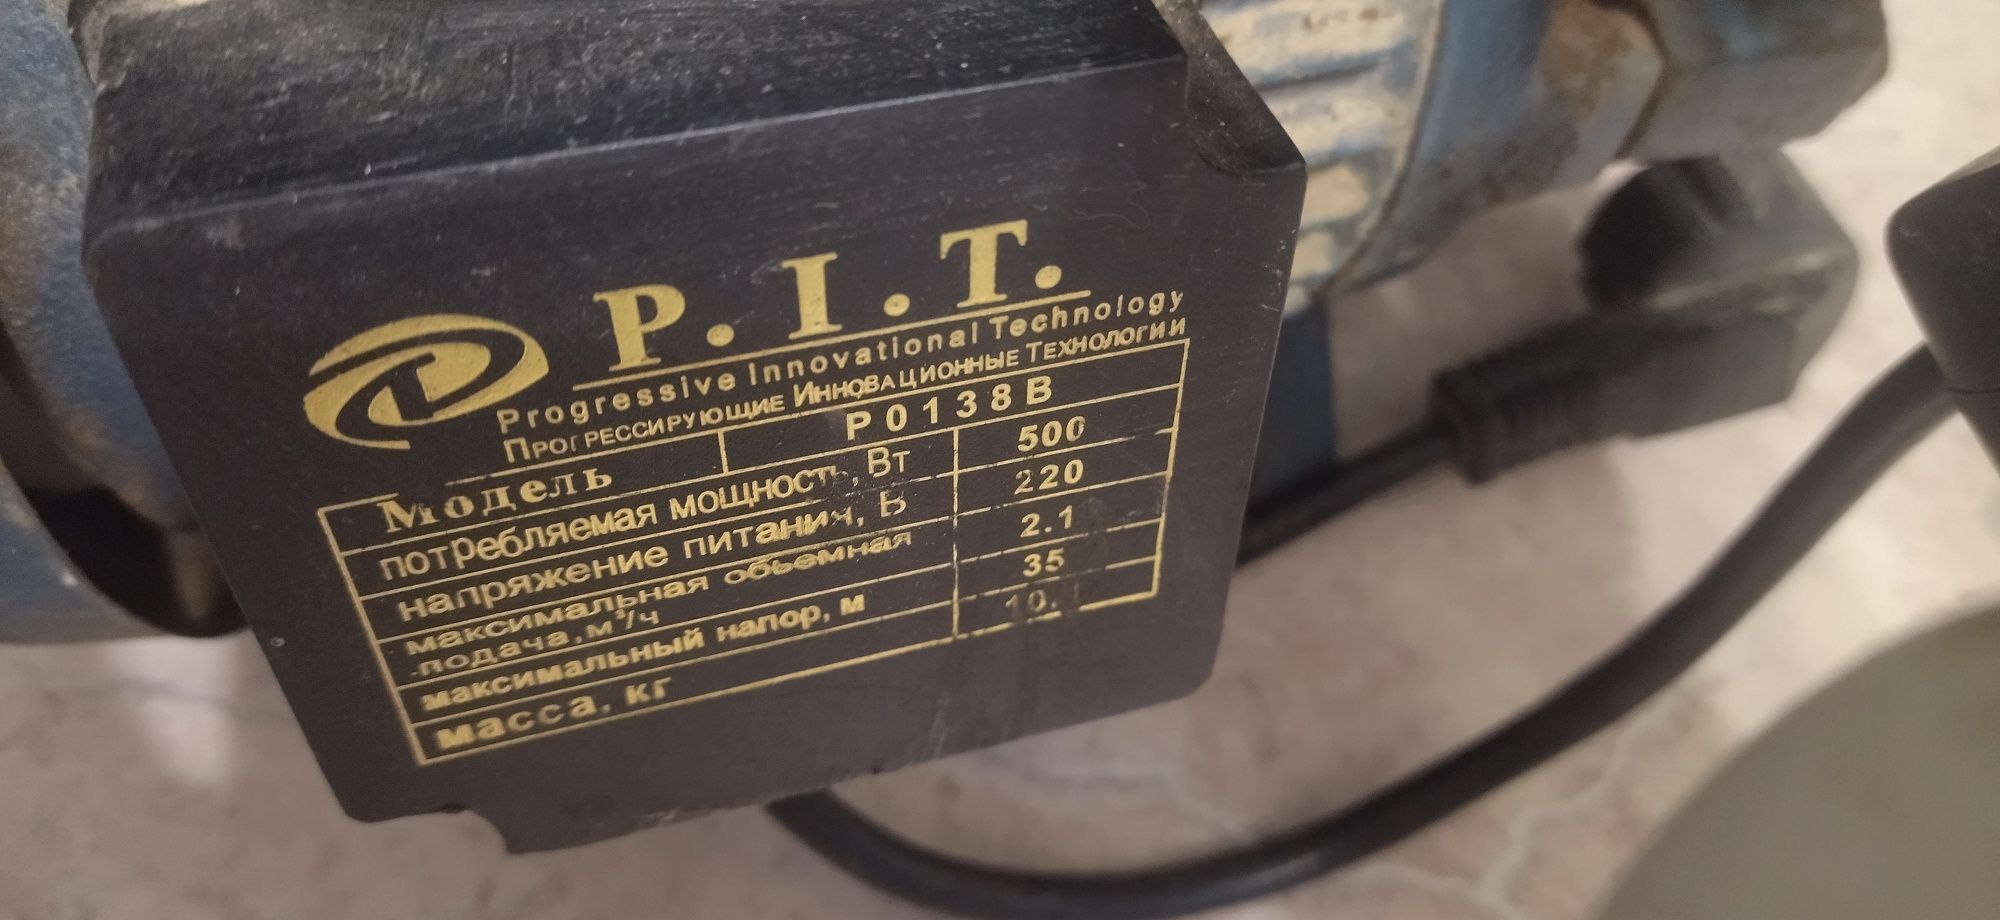 P.I.T.
Progressive Innovational Technology
Прогрессирующие Инновационные Технологии
Модель P0138B
потребляемая мощность, Вт 500
напряжение питания, В 220
максимальная объемная
подача, м³/ч 2.1
максимальный напор, м 35
масса, кг